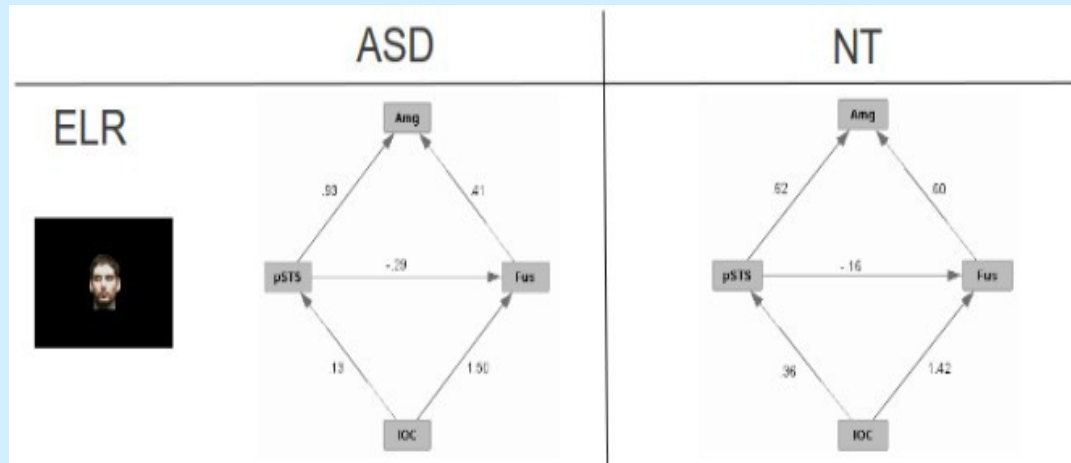 ASD
NT
ELR
Amg
Amg
.93
.41
.52
.60
pSTS
-.29
Fus
pSTS
-.16
Fus
.13
1.50
.36
1.42
IOC
IOC